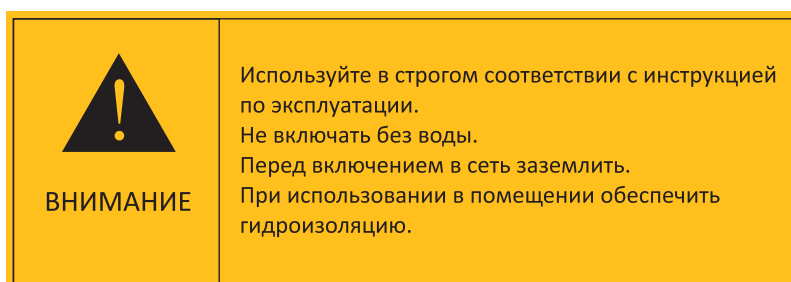 ВНИМАНИЕ
Используйте в строгом соответствии с инструкцией
по эксплуатации.
Не включать без воды.
Перед включением в сеть заземлить.
При использовании в помещении обеспечить
гидроизоляцию.